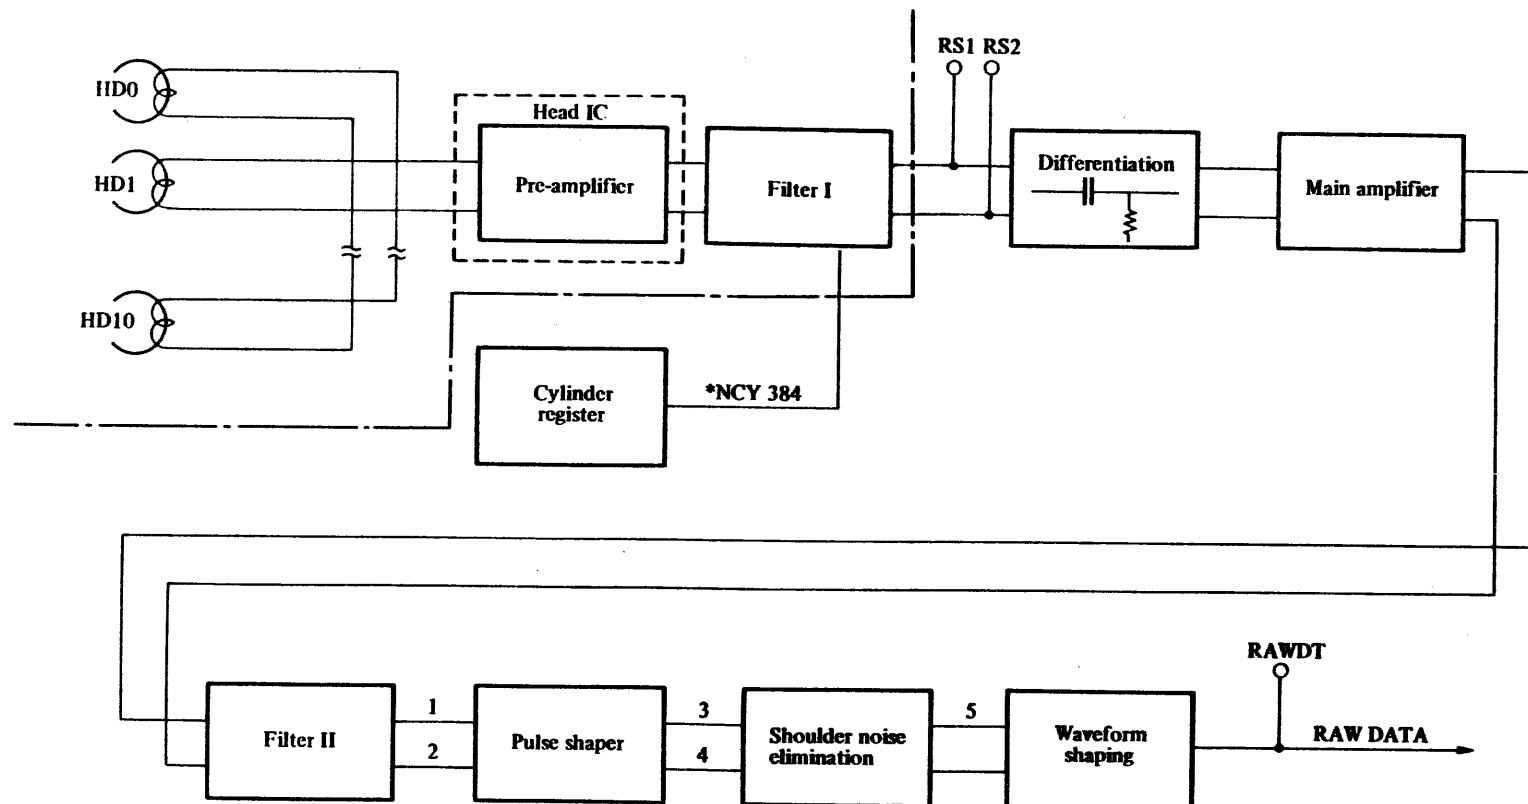 RS1 RS2
HD0
Head IC
HD1
Pre-amplifier
Filter I
Differentiation
Main amplifier
HD10
Cylinder
register
*NCY 384
RAWDT
1
3
5
Filter II
Pulse shaper
Shoulder noise
elimination
Waveform
shaping
RAW DATA
2
4